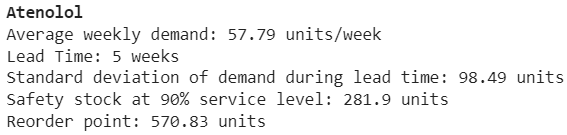 Atenolol
Average weekly demand: 57.79 units/week
Lead Time: 5 weeks
Standard deviation of demand during lead time: 98.49 units
Safety stock at 90% service level: 281.9 units
Reorder point: 570.83 units